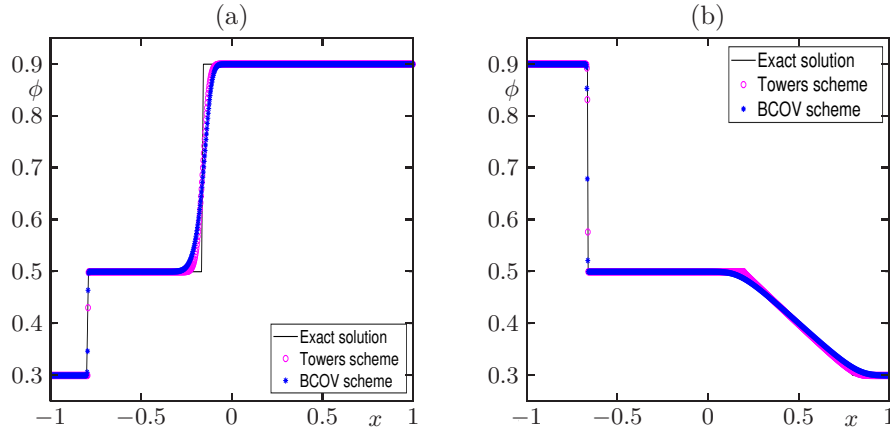 (a)
0.9
ϕ
0.8
0.7
0.6
0.5
0.4
0.3
−1
−0.5
0
0.5
x
1
Exact solution
Towers scheme
BCOV scheme
(b)
0.9
ϕ
0.8
0.7
0.6
0.5
0.4
0.3
−1
−0.5
0
0.5
x
1
Exact solution
Towers scheme
BCOV scheme